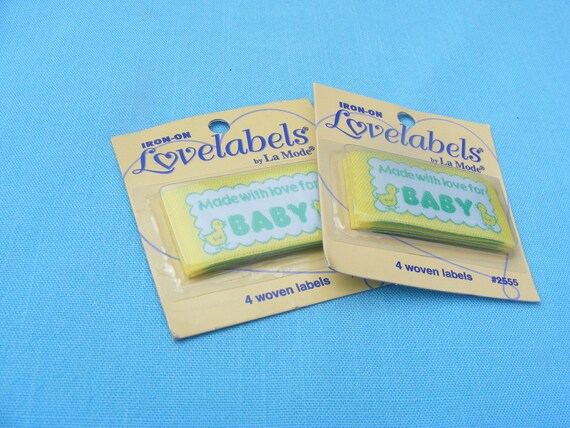 IRON-ON
Lovelabels
by La Mode®
Made with love for
BABY
4 woven labels
IRON-ON
Lovelabels
by La Mode®
Made with love for
BABY
4 woven labels
#2555